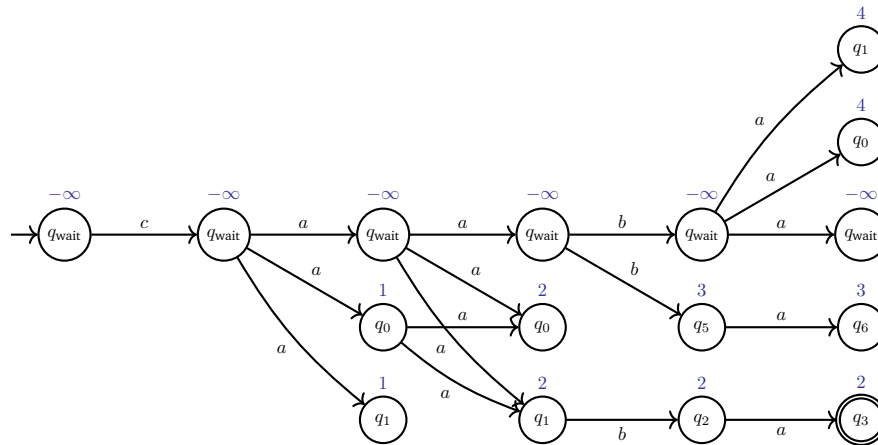 4
q₁
a
4
q₀
a
−∞ −∞ −∞ −∞ −∞ −∞
q_wait c q_wait a q_wait a q_wait b q_wait a q_wait
a a b
1 2 3 3
q₀ a q₀ q₅ a q₆
a a a
1 2 2 2
q₁ q₁ b q₂ a q₃